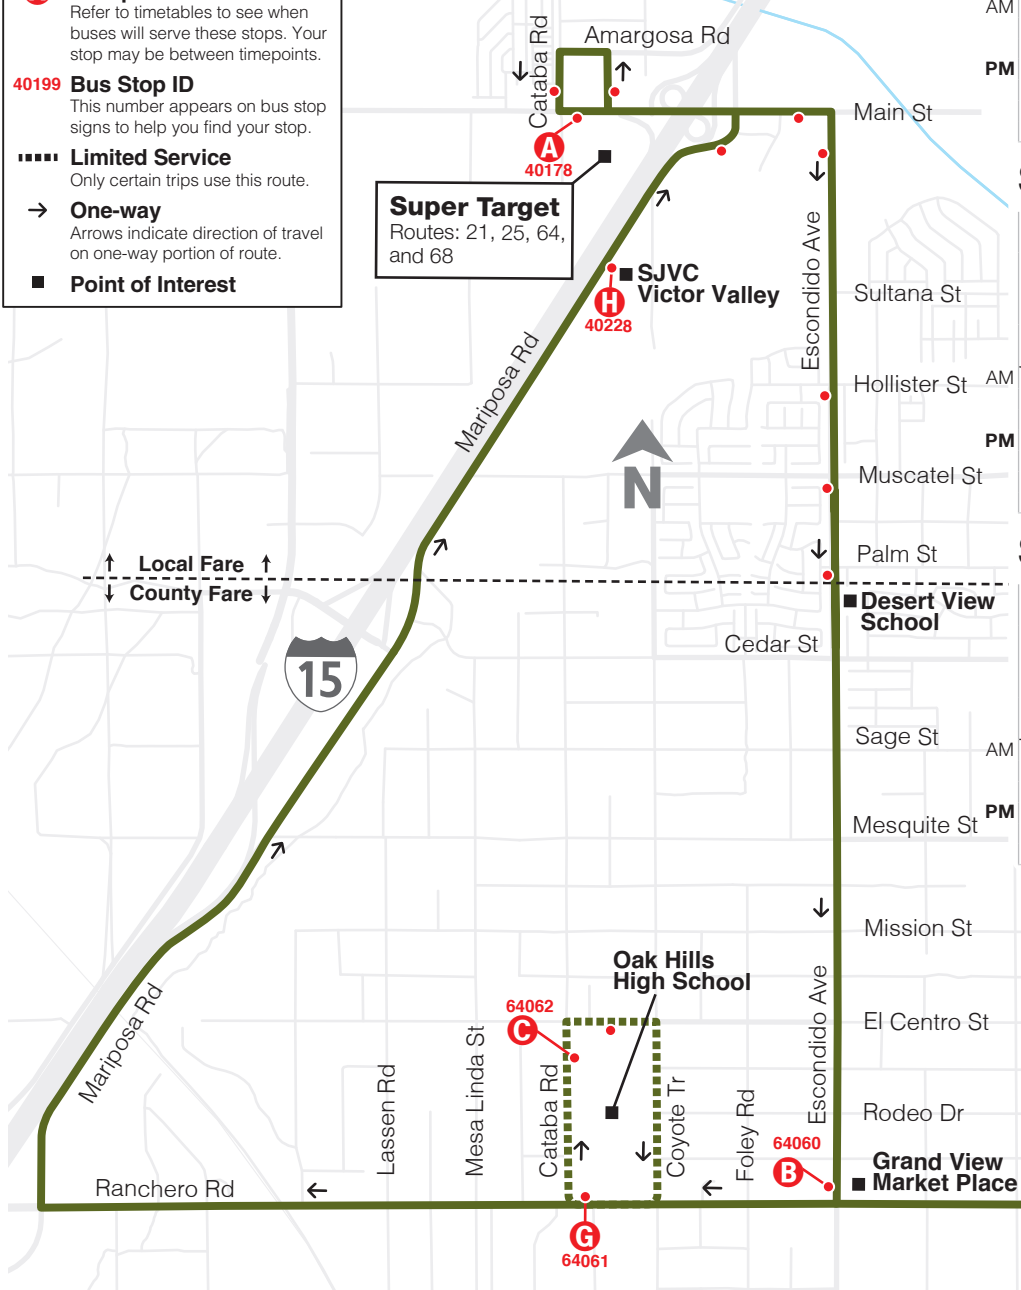 Refer to timetables to see when
buses will serve these stops. Your
stop may be between timepoints.
40199 Bus Stop ID
This number appears on bus stop
signs to help you find your stop.
Limited Service
Only certain trips use this route.
One-way
Arrows indicate direction of travel
on one-way portion of route.
Point of Interest
Cataba Rd
Amargosa Rd
AM
PM
Main St
A
40178
Super Target
Routes: 21, 25, 64,
and 68
SJVC
Victor Valley
H
40228
Escondido Ave
Sultana St
Mariposa Rd
Hollister St
AM
PM
N
Muscatel St
Palm St
Local Fare
County Fare
Desert View
School
Cedar St
15
Sage St
AM
Mesquite St
PM
Mission St
Oak Hills
High School
Escondido Ave
Mariposa Rd
64062
C
El Centro St
Lassen Rd
Mesa Linda St
Cataba Rd
Coyote Tr
Foley Rd
Rodeo Dr
64060
B
Grand View
Market Place
Ranchero Rd
G
64061